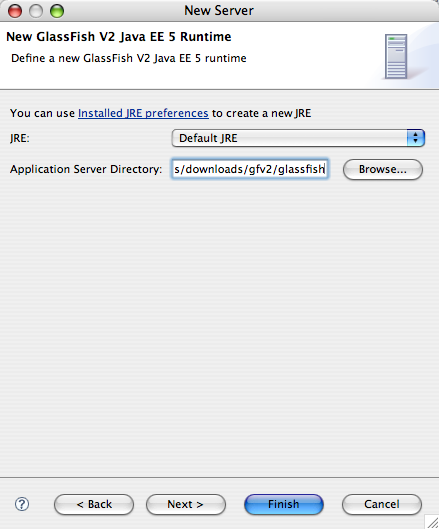 New Server
New GlassFish V2 Java EE 5 Runtime
Define a new GlassFish V2 Java EE 5 runtime
You can use Installed JRE preferences to create a new JRE
JRE: Default JRE
Application Server Directory: s/downloads/gfv2/glassfish Browse...
? < Back Next > Finish Cancel